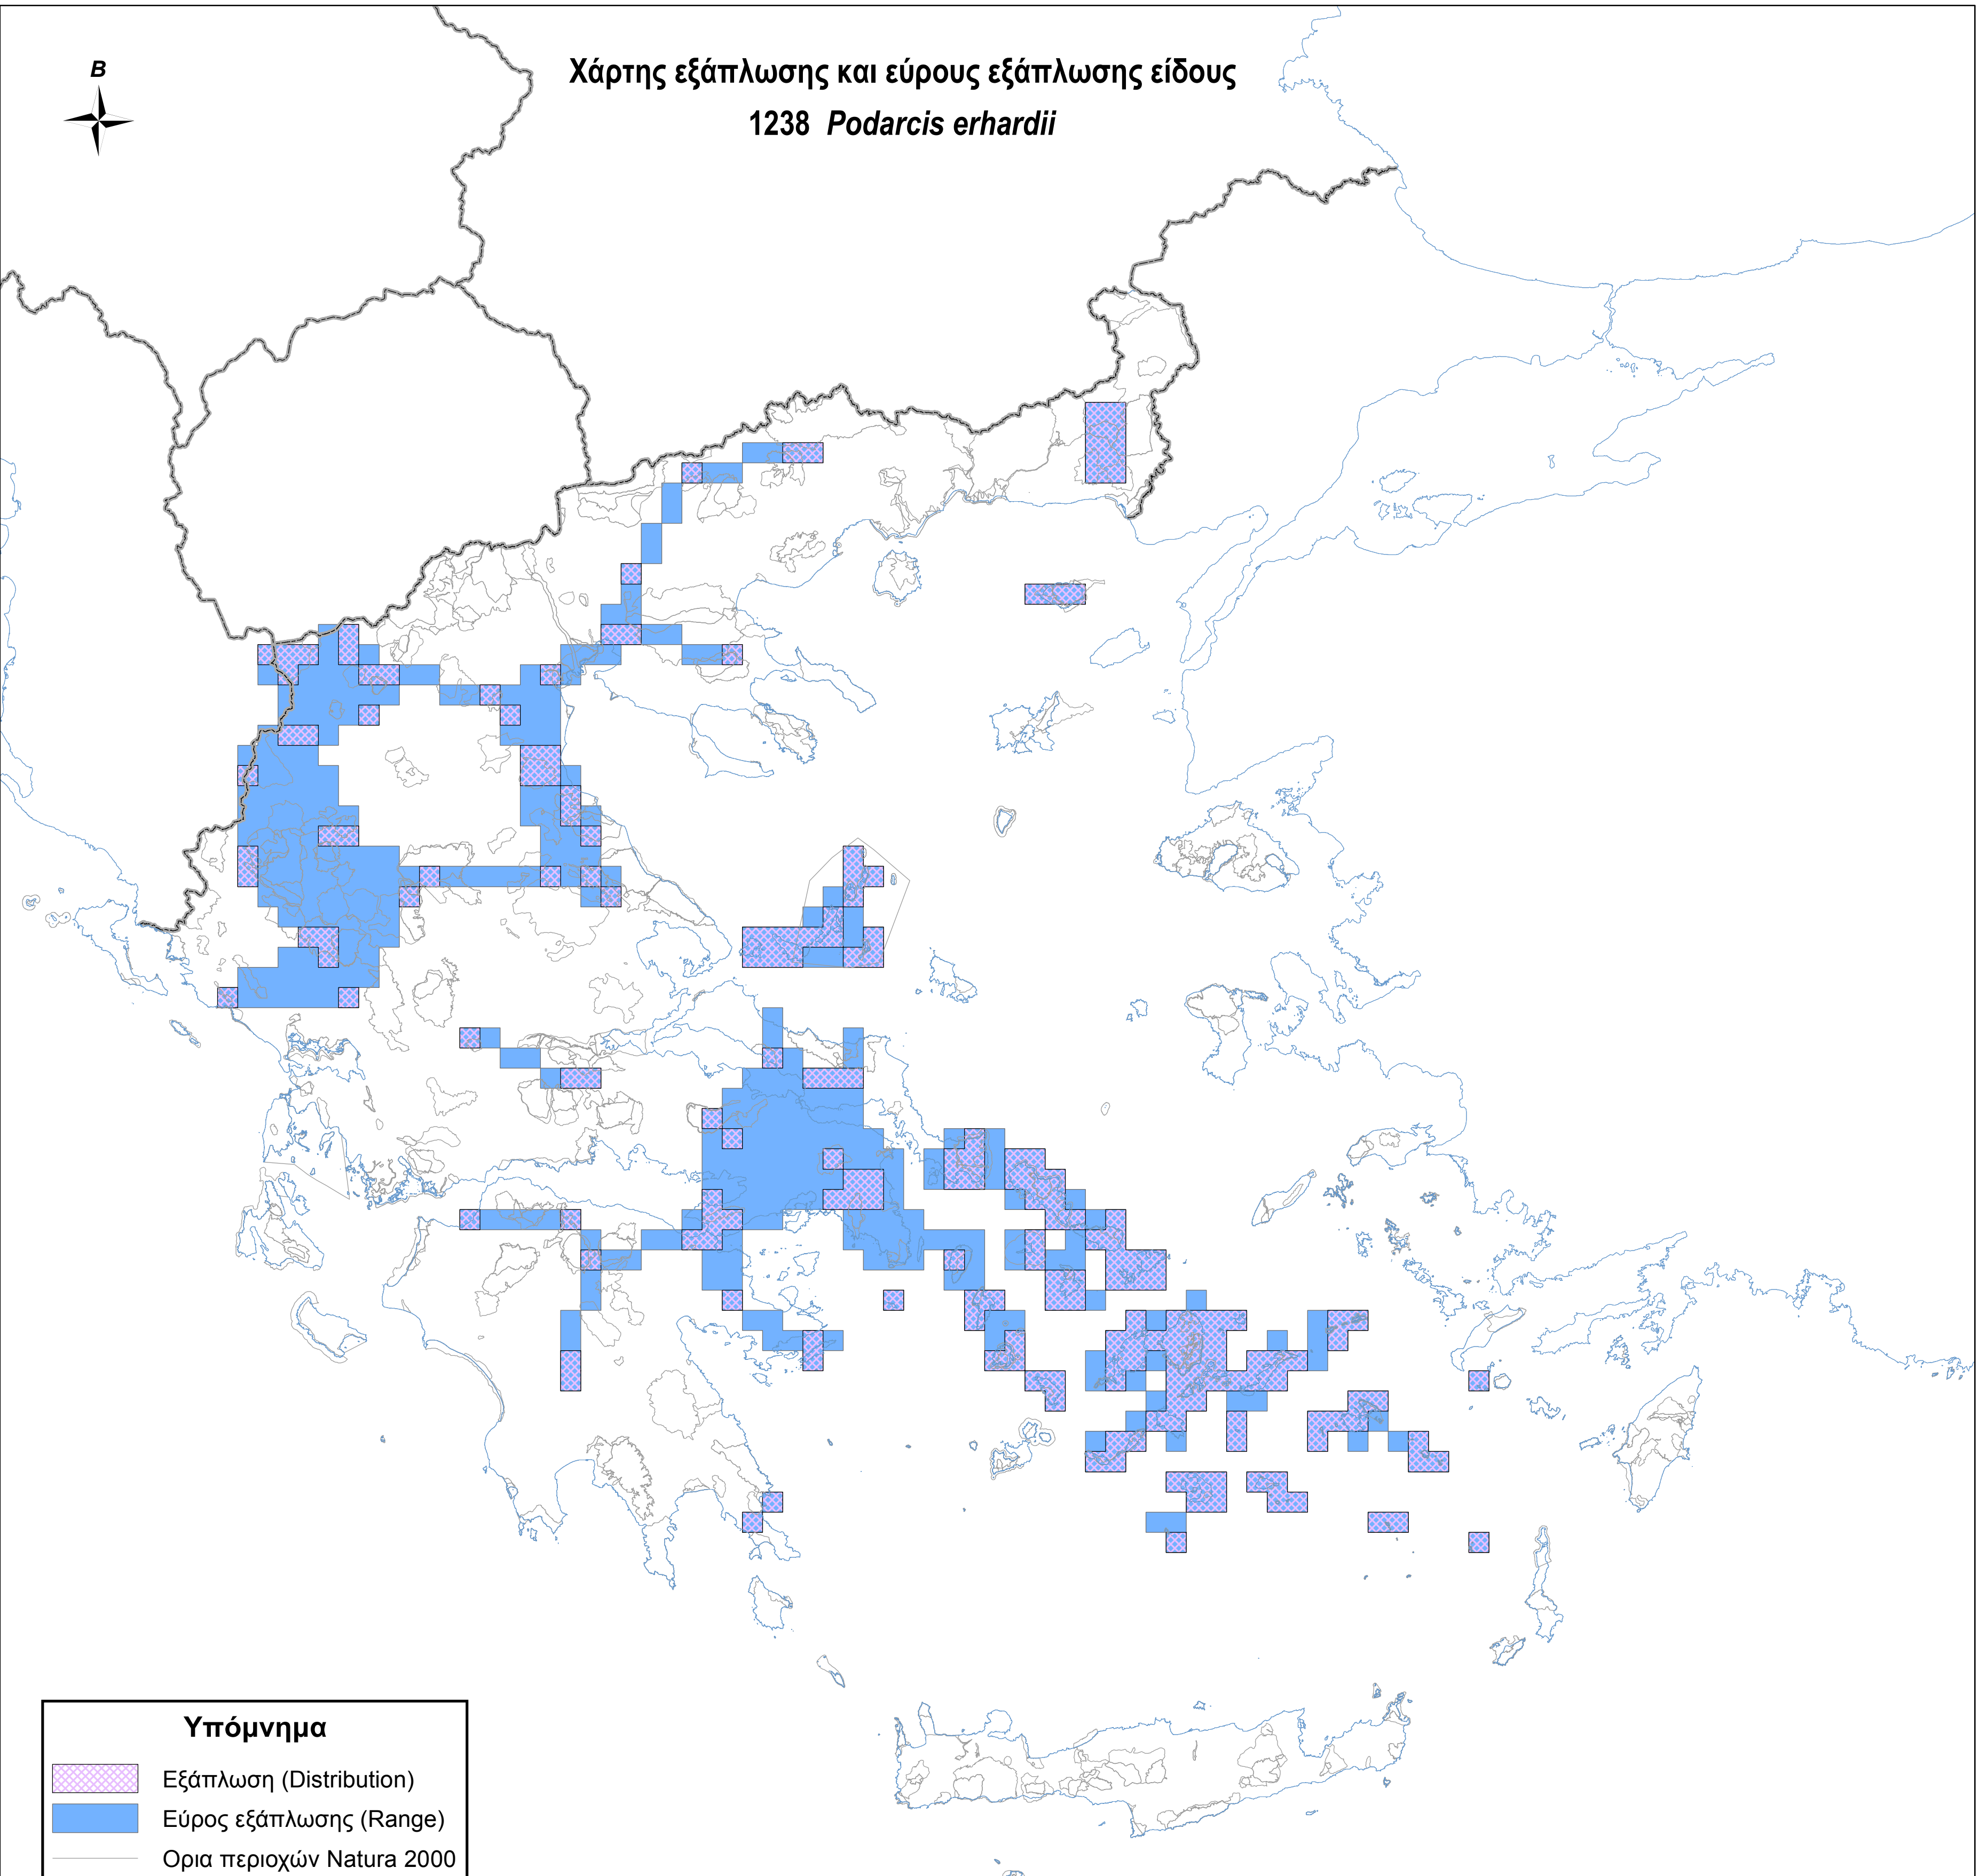 Χάρτης εξάπλωσης και εύρους εξάπλωσης είδους
1238 Podarcis erhardii
Β
Υπόμνημα
Εξάπλωση (Distribution)
Εύρος εξάπλωσης (Range)
Ορια περιοχών Natura 2000